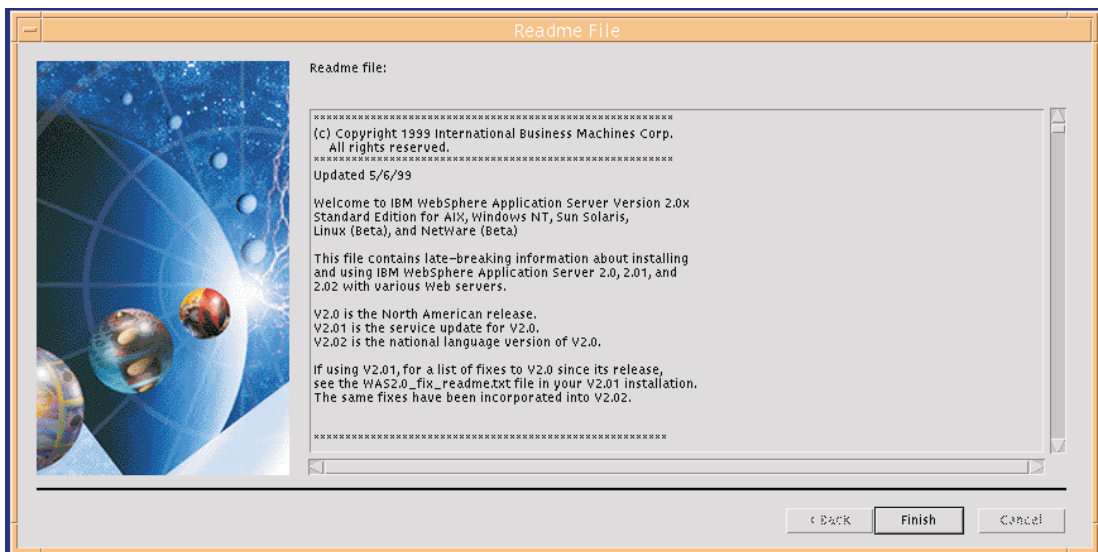 Readme File
Readme file:
*********************************************************
(c) Copyright 1999 International Business Machines Corp.
All rights reserved.
*********************************************************
Updated 5/6/99
Welcome to IBM WebSphere Application Server Version 2.0x
Standard Edition for AIX, Windows NT, Sun Solaris,
Linux (Beta), and NetWare (Beta)
This file contains late-breaking information about installing
and using IBM WebSphere Application Server 2.0, 2.01, and
2.02 with various Web servers.
V2.0 is the North American release.
V2.01 is the service update for V2.0.
V2.02 is the national language version of V2.0.
If using V2.01, for a list of fixes to V2.0 since its release,
see the WAS2.0_fix_readme.txt file in your V2.01 installation.
The same fixes have been incorporated into V2.02.
********************************************************
< Back Finish Cancel